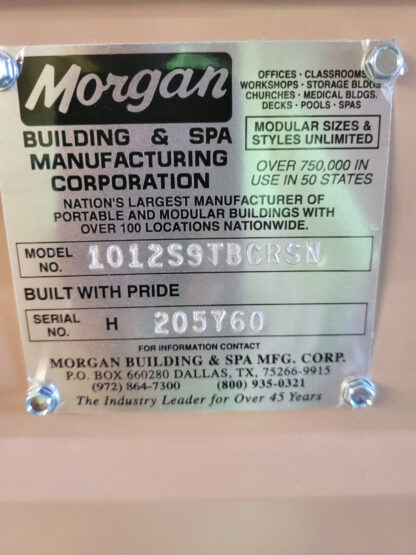 Morgan
OFFICES · CLASSROOMS
WORKSHOPS · STORAGE BLDGS
CHURCHES · MEDICAL BLDGS.
DECKS · POOLS · SPAS
BUILDING & SPA
MANUFACTURING
CORPORATION
MODULAR SIZES &
STYLES UNLIMITED
OVER 750,000 IN
USE IN 50 STATES
NATION'S LARGEST MANUFACTURER OF
PORTABLE AND MODULAR BUILDINGS WITH
OVER 100 LOCATIONS NATIONWIDE.
MODEL NO. 1012S9TBCRSN
BUILT WITH PRIDE
SERIAL NO. H 205Y60
FOR INFORMATION CONTACT
MORGAN BUILDING & SPA MFG. CORP.
P.O. BOX 660280 DALLAS, TX, 75266-9915
(972) 864-7300 (800) 935-0321
The Industry Leader for Over 45 Years